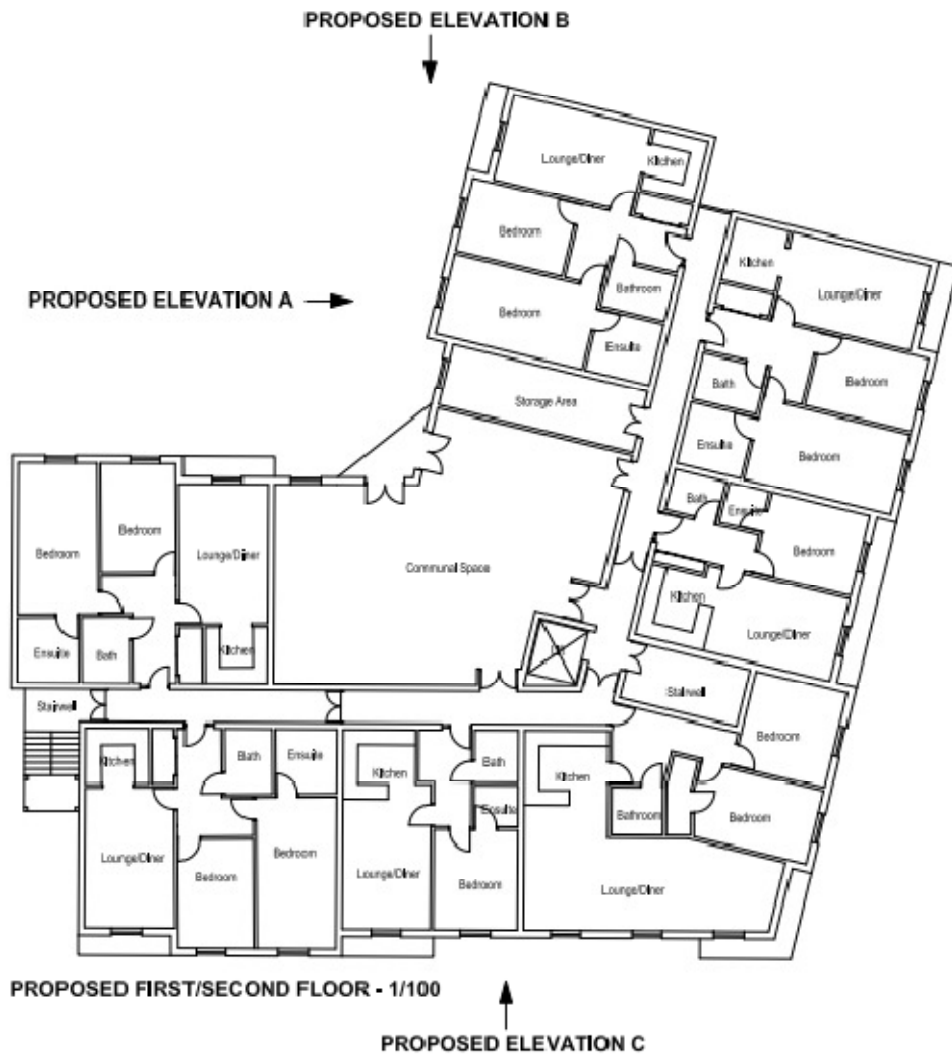 PROPOSED ELEVATION B
Lounge/Diner
Kitchen
Bedroom
Kitchen
Lounge/Diner
PROPOSED ELEVATION A
Bathroom
Bedroom
Ensuite
Bath
Bedroom
Storage Area
Ensuite
Bedroom
Bath
Ensuite
Bedroom
Bedroom
Bedroom
Lounge/Diner
Communal Space
Kitchen
Lounge/Diner
Ensuite
Bath
Kitchen
Stairwell
Stairwell
Bedroom
Kitchen
Bath
Ensuite
Kitchen
Bath
Kitchen
Ensuite
Bathroom
Bedroom
Lounge/Diner
Bedroom
Bedroom
Lounge/Diner
Bedroom
Lounge/Diner
PROPOSED FIRST/SECOND FLOOR - 1/100
PROPOSED ELEVATION C